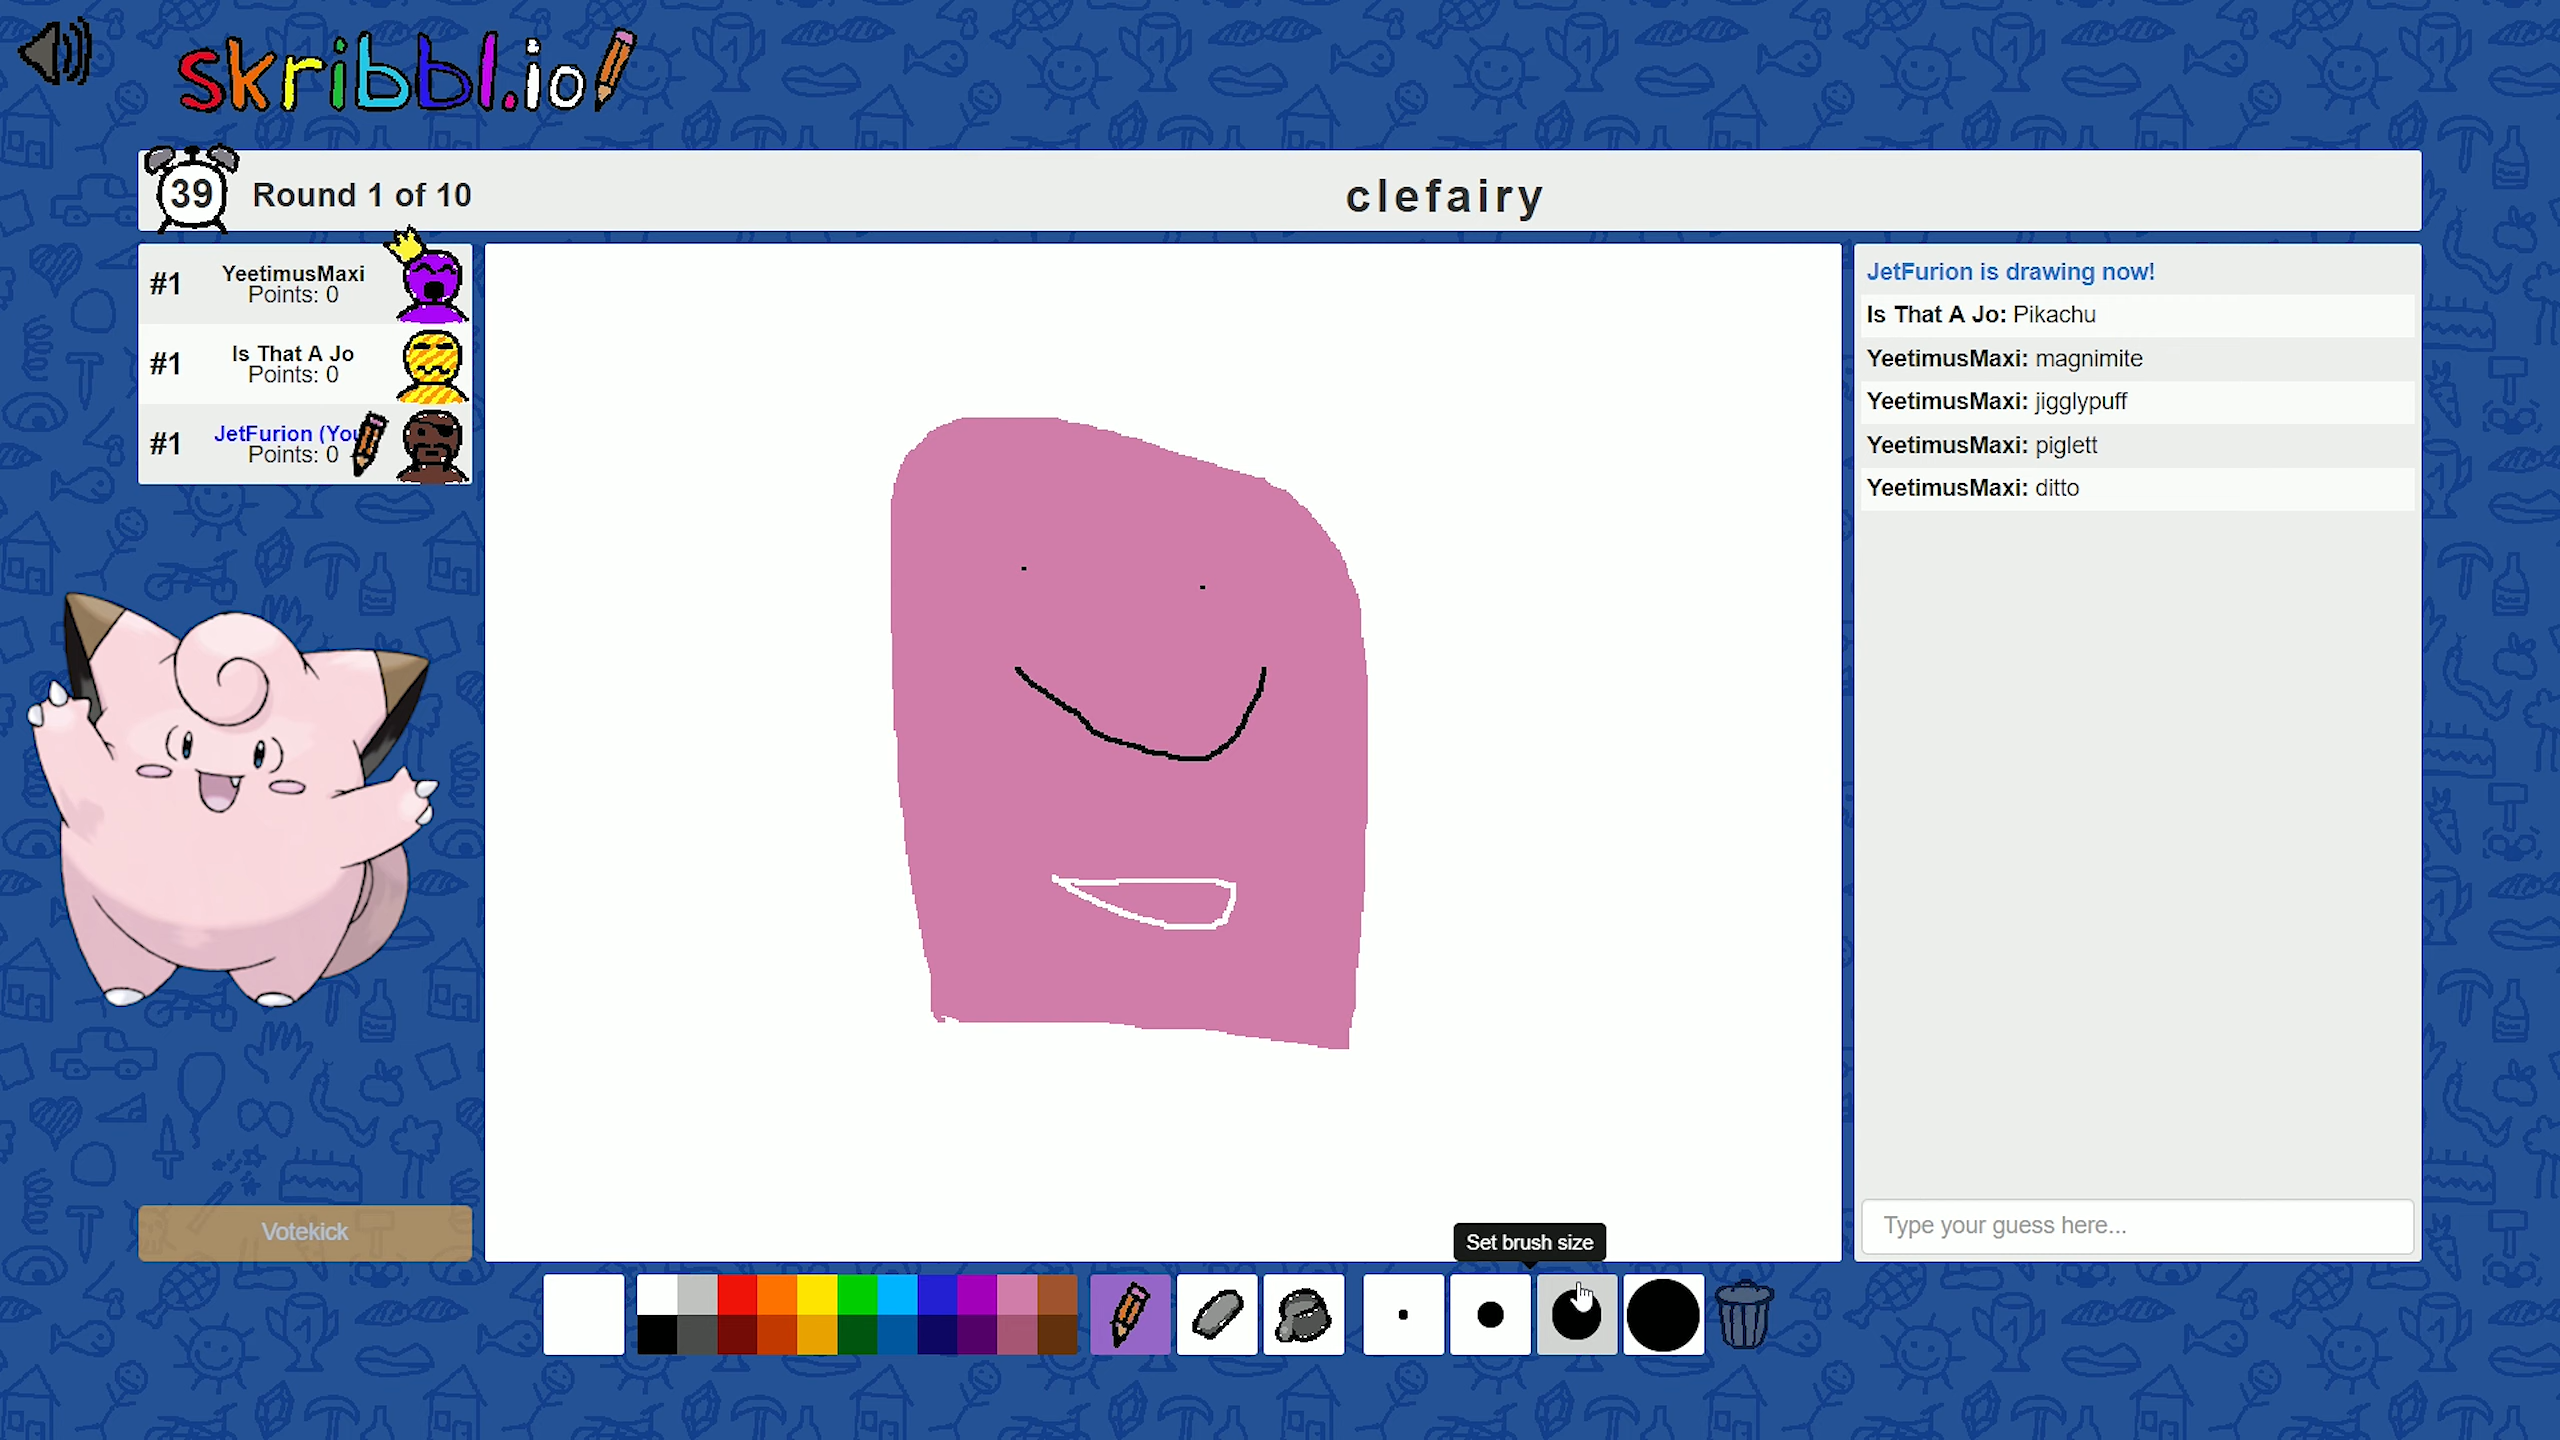 skribbl.io
39 Round 1 of 10
clefairy
#1 YeetimusMaxi
Points: 0
#1 Is That A Jo
Points: 0
#1 JetFurion (You
Points: 0
JetFurion is drawing now!
Is That A Jo: Pikachu
YeetimusMaxi: magnimite
YeetimusMaxi: jigglypuff
YeetimusMaxi: piglett
YeetimusMaxi: ditto
Votekick
Type your guess here...
Set brush size